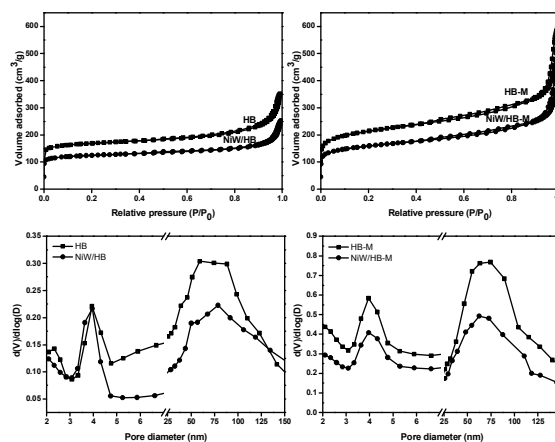 Volume adsorbed (cm³/g)
600
500
400
300
200
100
0
HB
NiW/HB
0.0 0.2 0.4 0.6 0.8 1.0
Relative pressure (P/P₀)
Volume adsorbed (cm³/g)
600
500
400
300
200
100
0
HB-M
NiW/HB-M
0.0 0.2 0.4 0.6 0.8
Relative pressure (P/P₀)
d(V)/dlog(D)
0.35
0.30
0.25
0.20
0.15
0.10
0.05
HB
NiW/HB
2 3 4 5 6 25 50 75 100 125 150
Pore diameter (nm)
d(V)/dlog(D)
0.9
0.8
0.7
0.6
0.5
0.4
0.3
0.2
0.1
0.0
HB-M
NiW/HB-M
2 3 4 5 6 25 50 75 100 125
Pore diameter (nm)